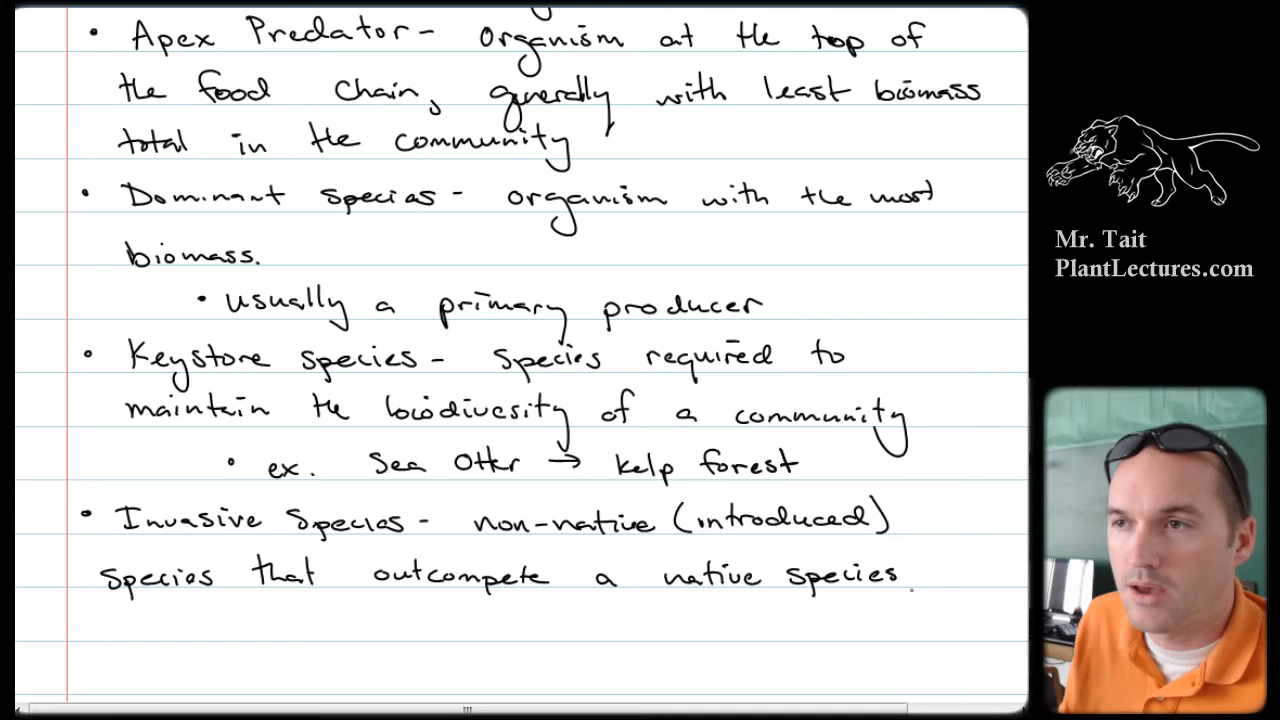 • Apex Predator - Organism at the top of
the food chain, generally with least biomass
total in the community
• Dominant species - organism with the most
biomass.
• usually a primary producer
• Keystone species - species required to
maintain the biodiversity of a community
• ex. Sea Otter → kelp forest
• Invasive Species - non-native (introduced)
species that outcompete a native species.
Mr. Tait
PlantLectures.com